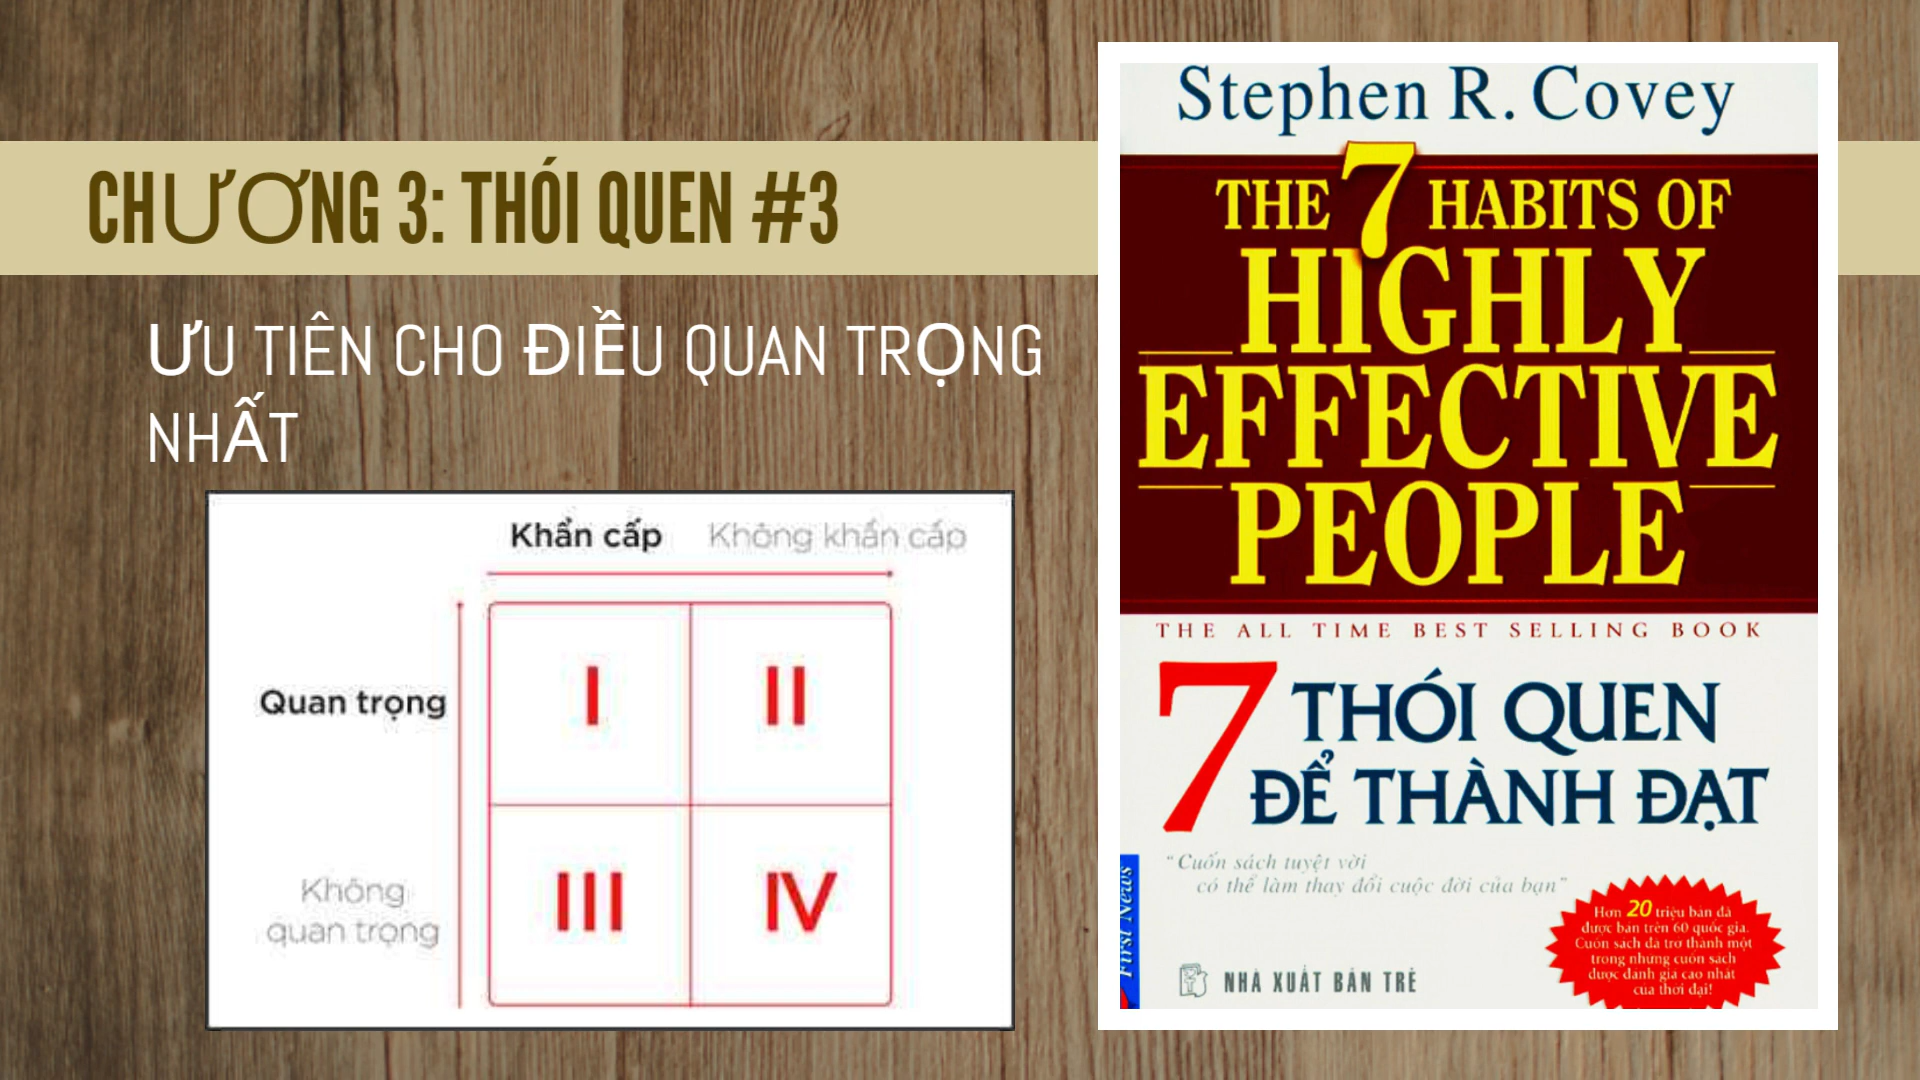 CHƯƠNG 3: THÓI QUEN #3
ƯU TIÊN CHO ĐIỀU QUAN TRỌNG
NHẤT
Khẩn cấp Không khẩn cấp
Quan trọng
I II
Không
quan trọng
III IV
Stephen R. Covey
THE 7 HABITS OF
HIGHLY
EFFECTIVE
PEOPLE
THE ALL TIME BEST SELLING BOOK
7 THÓI QUEN
ĐỂ THÀNH ĐẠT
“Cuốn sách tuyệt vời
có thể làm thay đổi cuộc đời của bạn”
First News
Hơn 20 triệu bản đã
được bán trên 60 quốc gia.
Cuốn sách đã trở thành một
trong những cuốn sách
được đánh giá cao nhất
của thời đại!
NHÀ XUẤT BẢN TRẺ